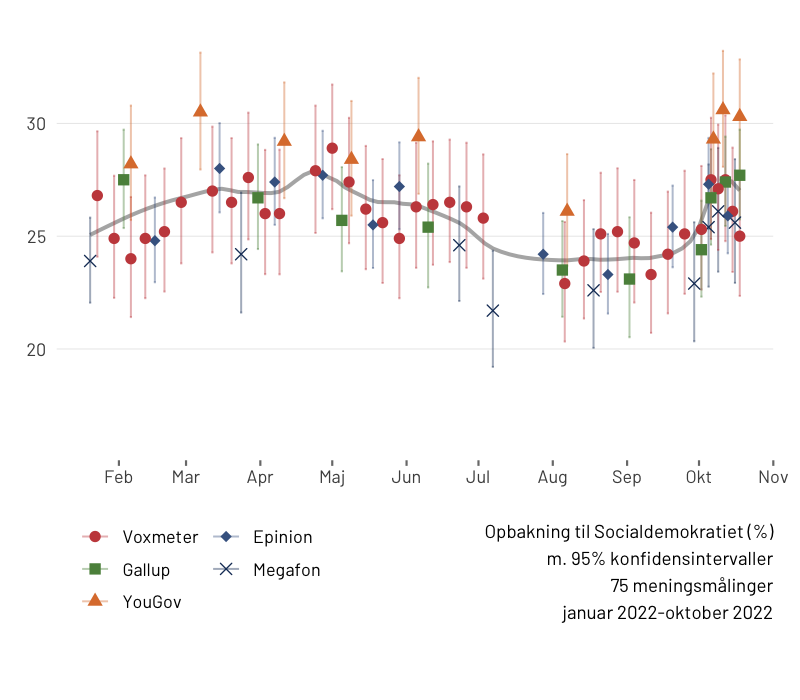 30
25
20
Feb Mar Apr Maj Jun Jul Aug Sep Okt Nov
Voxmeter Epinion
Gallup Megafon
YouGov
Opbakning til Socialdemokratiet (%)
m. 95% konfidensintervaller
75 meningsmålinger
januar 2022-oktober 2022